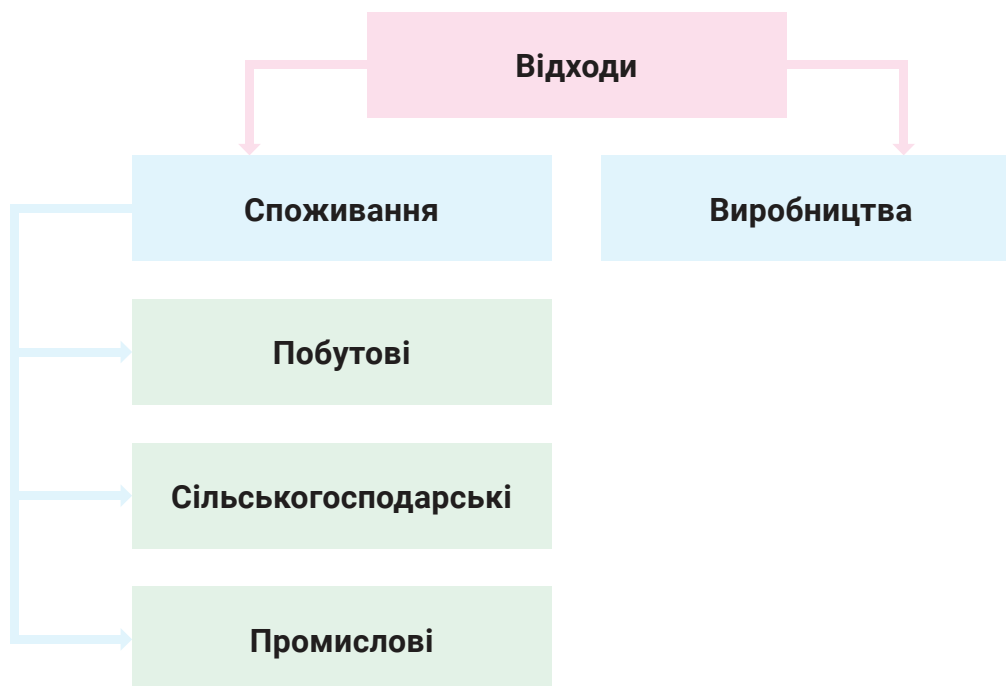 Відходи
Споживання
Виробництва
Побутові
Сільськогосподарські
Промислові